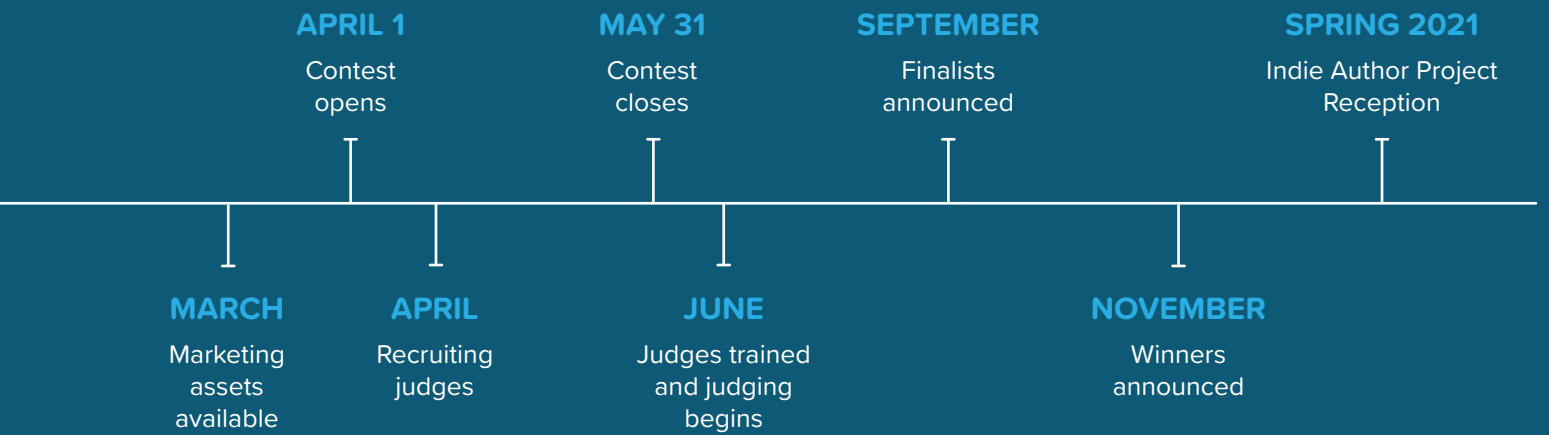 APRIL 1
Contest
opens
MAY 31
Contest
closes
SEPTEMBER
Finalists
announced
SPRING 2021
Indie Author Project
Reception
MARCH
Marketing
assets
available
APRIL
Recruiting
judges
JUNE
Judges trained
and judging
begins
NOVEMBER
Winners
announced